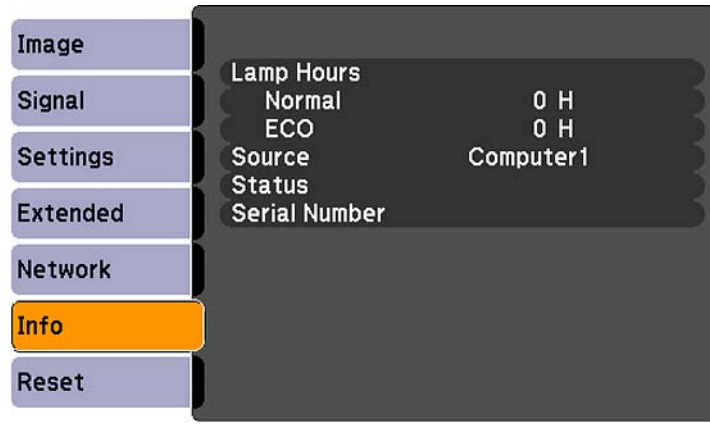 Image
Signal
Settings
Extended
Network
Info
Reset
Lamp Hours
Normal 0 H
ECO 0 H
Source Computer1
Status
Serial Number